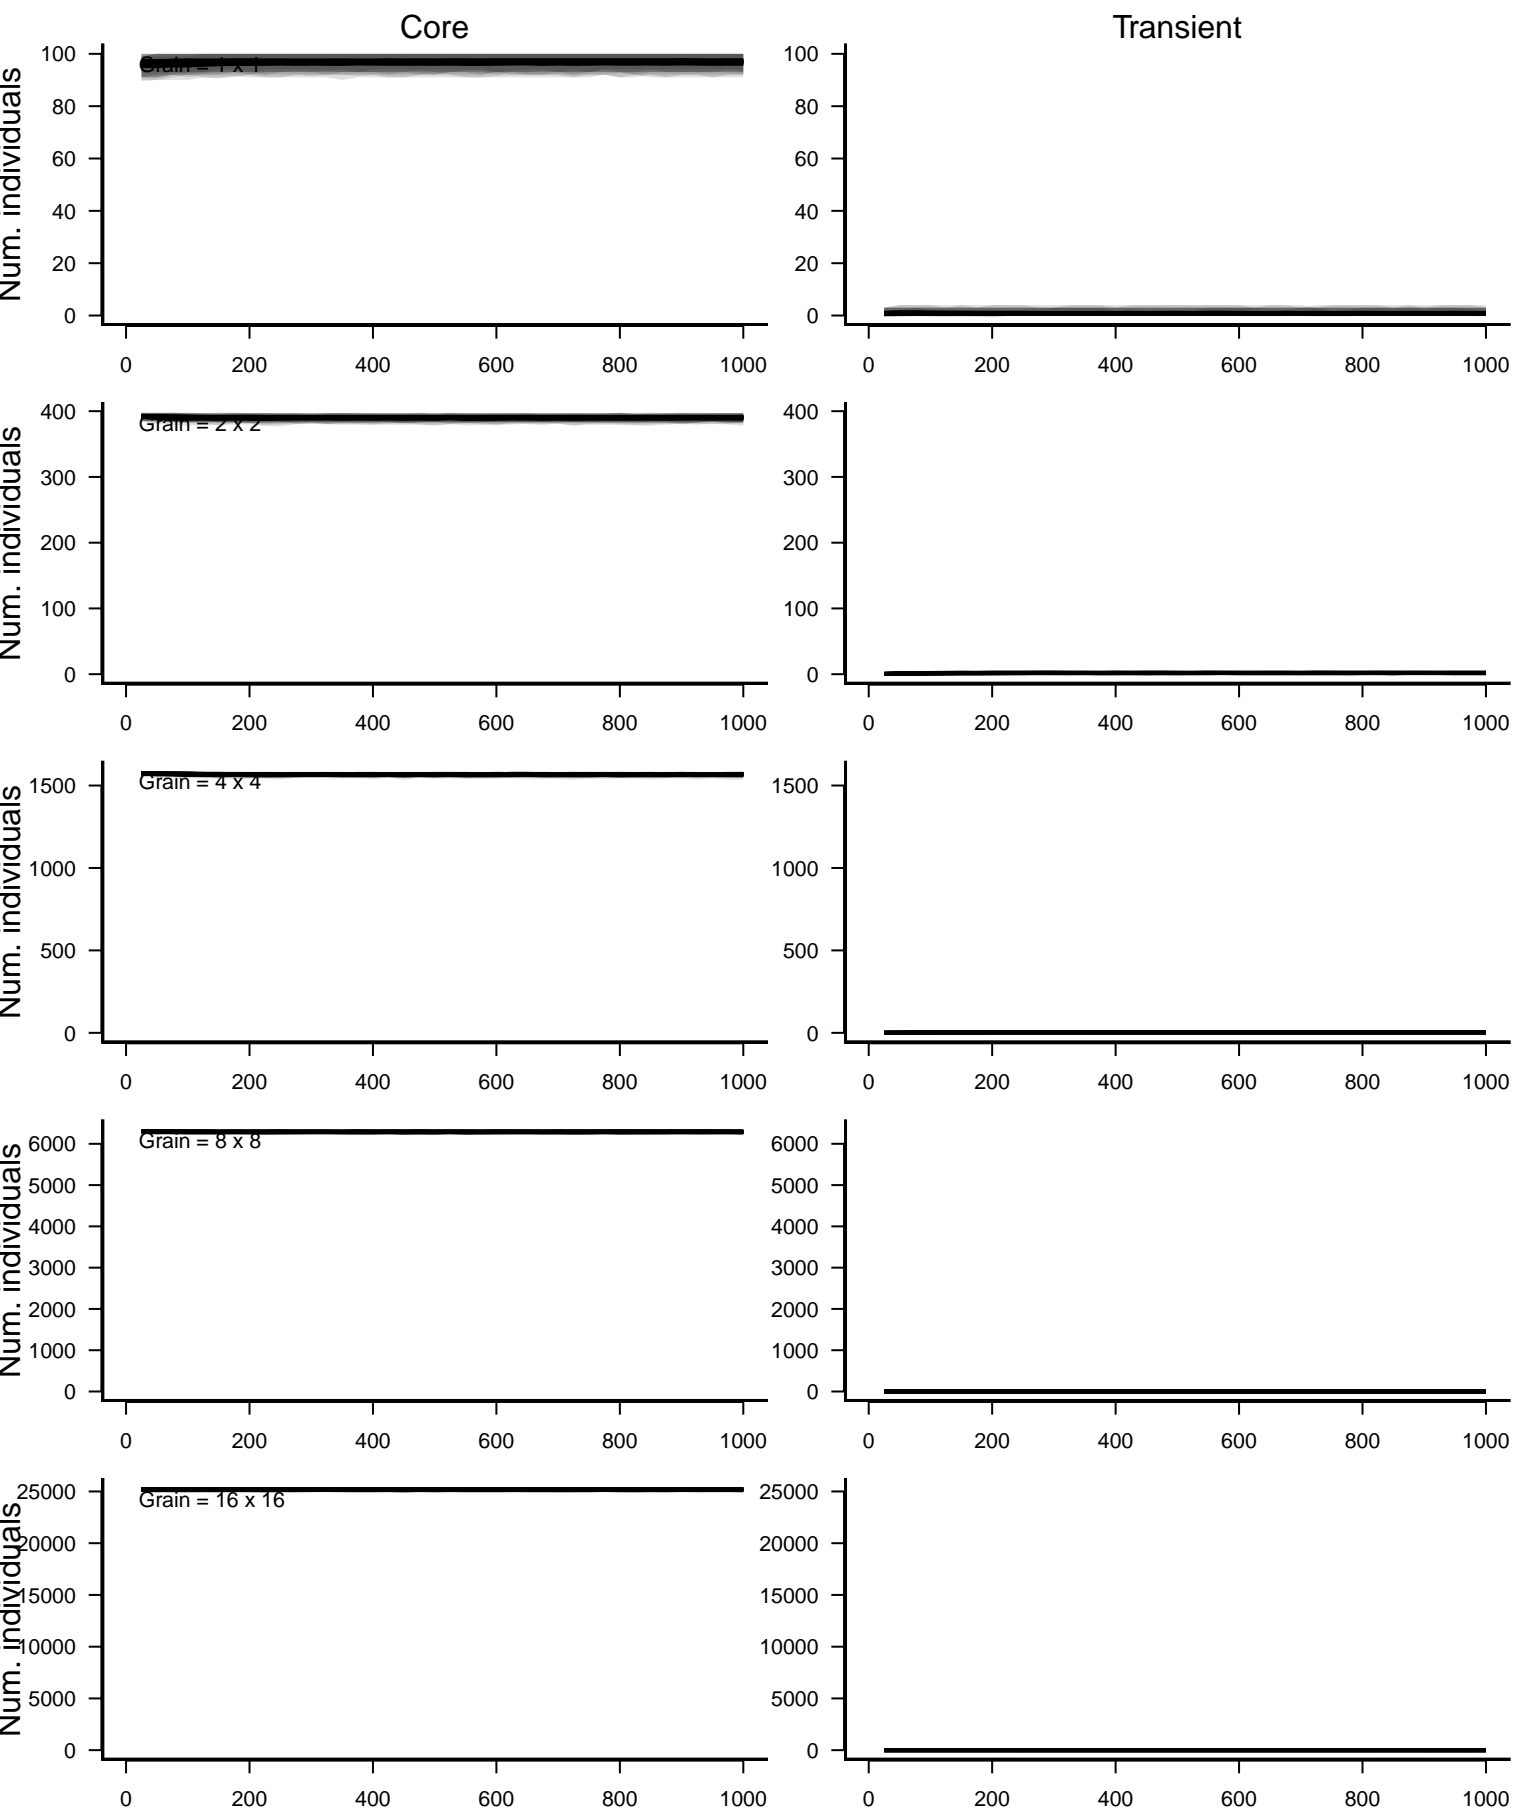 Core Transient
Num. individuals
100 80 60 40 20 0
Grain = 1 x 1
0 200 400 600 800 1000
100 80 60 40 20 0
0 200 400 600 800 1000
Num. individuals
400 300 200 100 0
Grain = 2 x 2
0 200 400 600 800 1000
400 300 200 100 0
0 200 400 600 800 1000
Num. individuals
1500 1000 500 0
Grain = 4 x 4
0 200 400 600 800 1000
1500 1000 500 0
0 200 400 600 800 1000
Num. individuals
6000 5000 4000 3000 2000 1000 0
Grain = 8 x 8
0 200 400 600 800 1000
6000 5000 4000 3000 2000 1000 0
0 200 400 600 800 1000
Num. individuals
25000 20000 15000 10000 5000 0
Grain = 16 x 16
0 200 400 600 800 1000
25000 20000 15000 10000 5000 0
0 200 400 600 800 1000